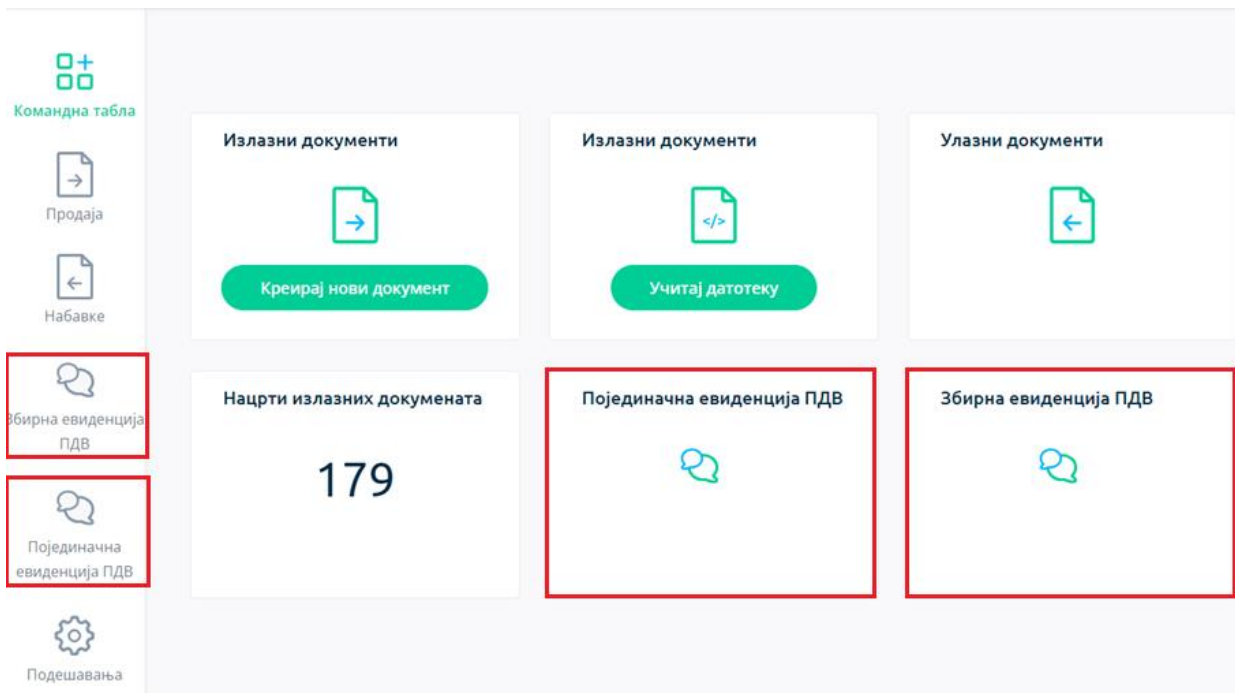 Командна табла
Продаја
Набавке
Збирна евиденција
ПДВ
Појединачна
евиденција ПДВ
Подешавања
Излазни документи
Креирај нови документ
Излазни документи
</>
Учитај датотеку
Улазни документи
Нацрти излазних докумената
179
Појединачна евиденција ПДВ
Збирна евиденција ПДВ